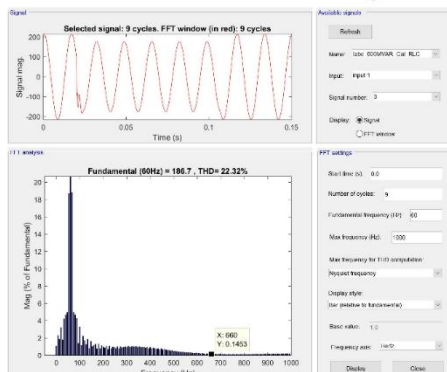 Signal
Selected signal: 9 cycles. FFT window (in red): 9 cycles
200
100
0
-100
-200
Signal mag.
0
0.05
0.1
0.15
Time (s)
Available signals
Refresh
Name:
Input:
input 1
Signal number:
3
Display:
Signal
FFT window
FFT analysis
Fundamental (60Hz) = 186.7 , THD= 22.32%
20
18
16
14
12
10
8
6
4
2
0
Mag (% of Fundamental)
X: 660
Y: 0.1453
0
100
200
300
400
500
600
700
800
900
1000
FFT settings
Start time (s):
0.0
Number of cycles:
9
Fundamental frequency (Hz):
60
Max frequency (Hz):
1000
Max frequency for THD computation:
Nyquist frequency
Display style:
Bar (relative to fundamental)
Base value:
1.0
Frequency axis:
Hertz
Display
Close